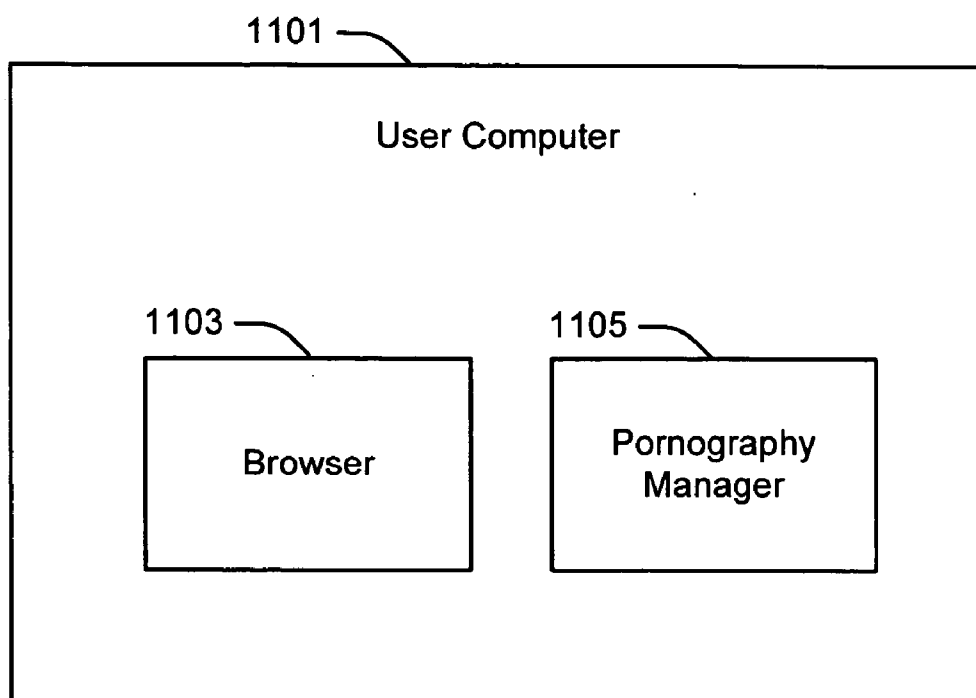 1101
User Computer
1103
1105
Browser
Pornography
Manager